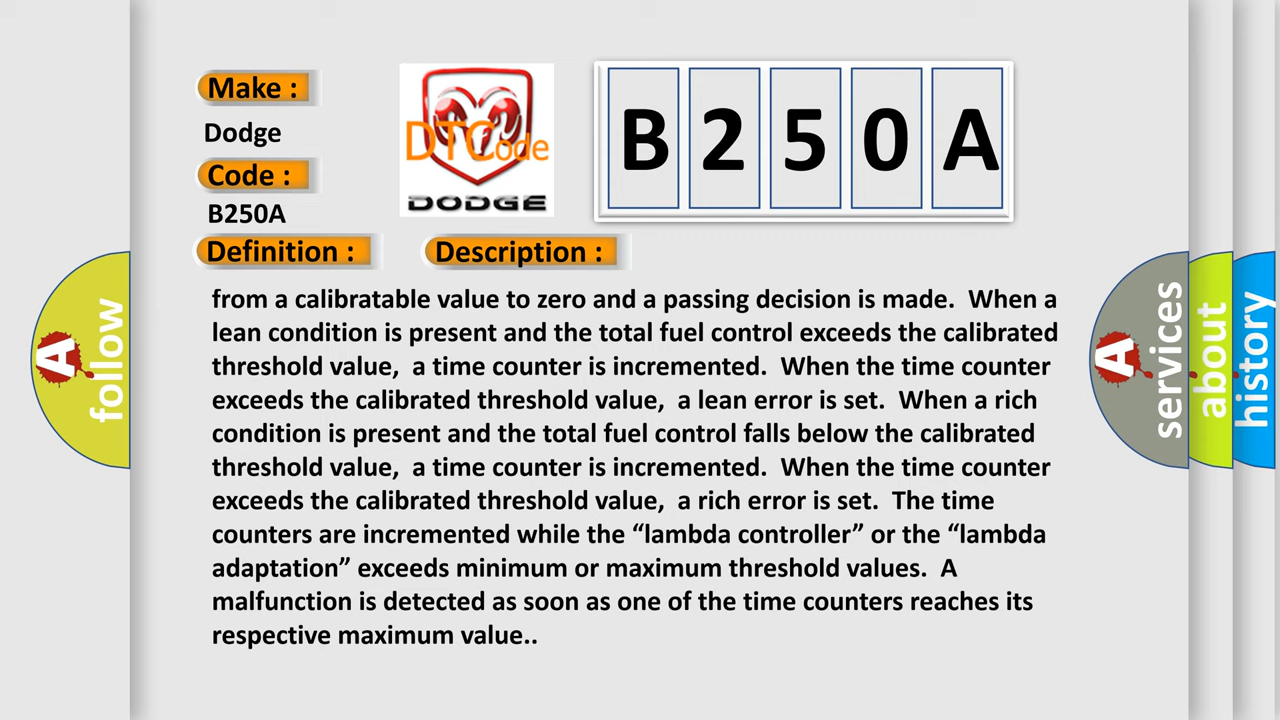 Make :
Dodge
Code :
B250A
DTCode
DODGE
B250A
Definition :
Description :
from a calibratable value to zero and a passing decision is made. When a
lean condition is present and the total fuel control exceeds the calibrated
threshold value, a time counter is incremented. When the time counter
exceeds the calibrated threshold value, a lean error is set. When a rich
condition is present and the total fuel control falls below the calibrated
threshold value, a time counter is incremented. When the time counter
exceeds the calibrated threshold value, a rich error is set. The time
counters are incremented while the “lambda controller” or the “lambda
adaptation” exceeds minimum or maximum threshold values. A
malfunction is detected as soon as one of the time counters reaches its
respective maximum value..
A
follow
A
services
about
history